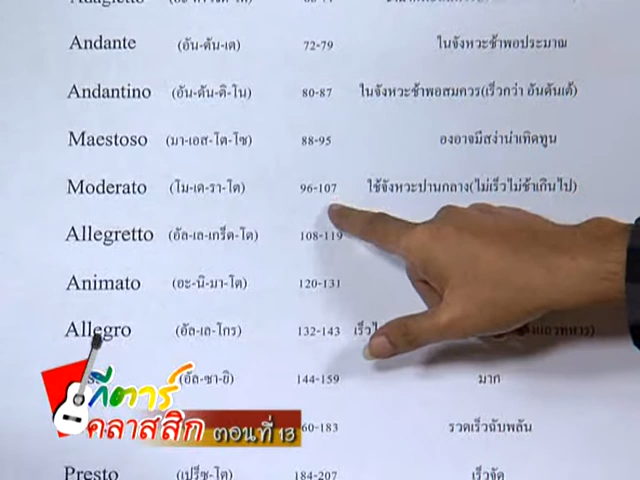 Andante (อัน-ดัน-เต) 72-79 ในจังหวะช้าพอประมาณ
Andantino (อัน-ดัน-ติ-โน) 80-87 ในจังหวะช้าพอสมควร(เร็วกว่า อันดันเต้)
Maestoso (มา-เอส-โต-โซ) 88-95 องอาจมีสง่าน่าเทิดทูน
Moderato (โม-เด-รา-โต) 96-107 ใช้จังหวะปานกลาง(ไม่เร็วไม่ช้าเกินไป)
Allegretto (อัล-เล-เกร็ต-โต) 108-119
Animato (อะ-นิ-มา-โต) 120-131
Allegro (อัล-เล-โกร) 132-143
(อัล-ซา-ยิ) 144-159 มาก
60-183 รวดเร็วฉับพลัน
Presto (เปร็ซ-โต) 184-207 เร็วจัด
กีตาร์
คลาสสิก ตอนที่ 13